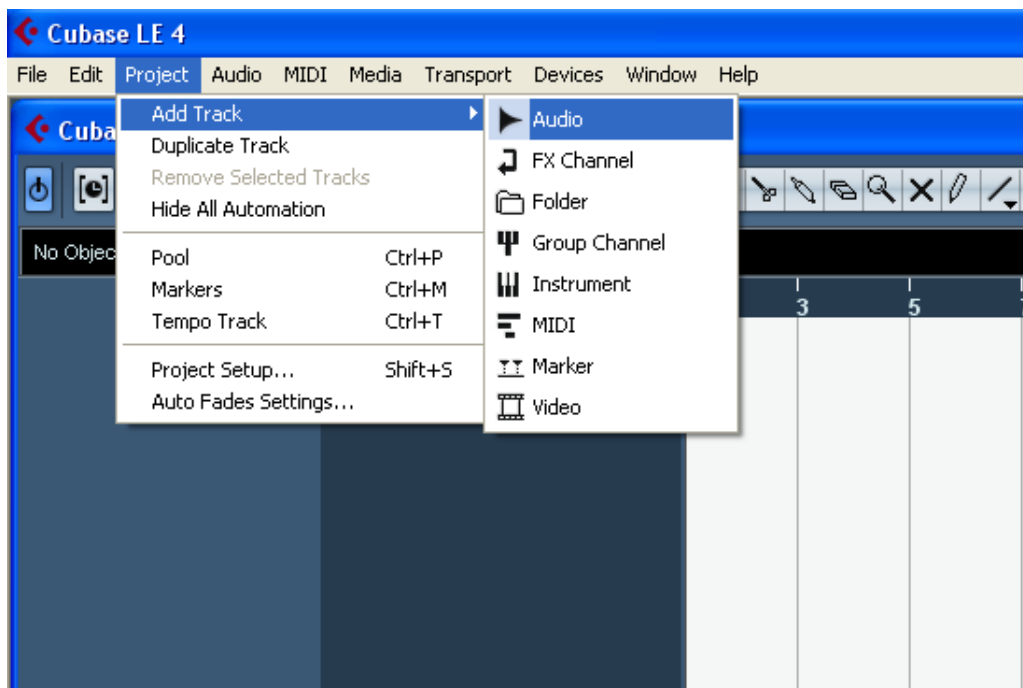 Cubase LE 4
File Edit Project Audio MIDI Media Transport Devices Window Help
Cuba
No Objec
Add Track
Duplicate Track
Remove Selected Tracks
Hide All Automation
Pool Ctrl+P
Markers Ctrl+M
Tempo Track Ctrl+T
Project Setup... Shift+S
Auto Fades Settings...
Audio
FX Channel
Folder
Group Channel
Instrument
MIDI
Marker
Video
3 5